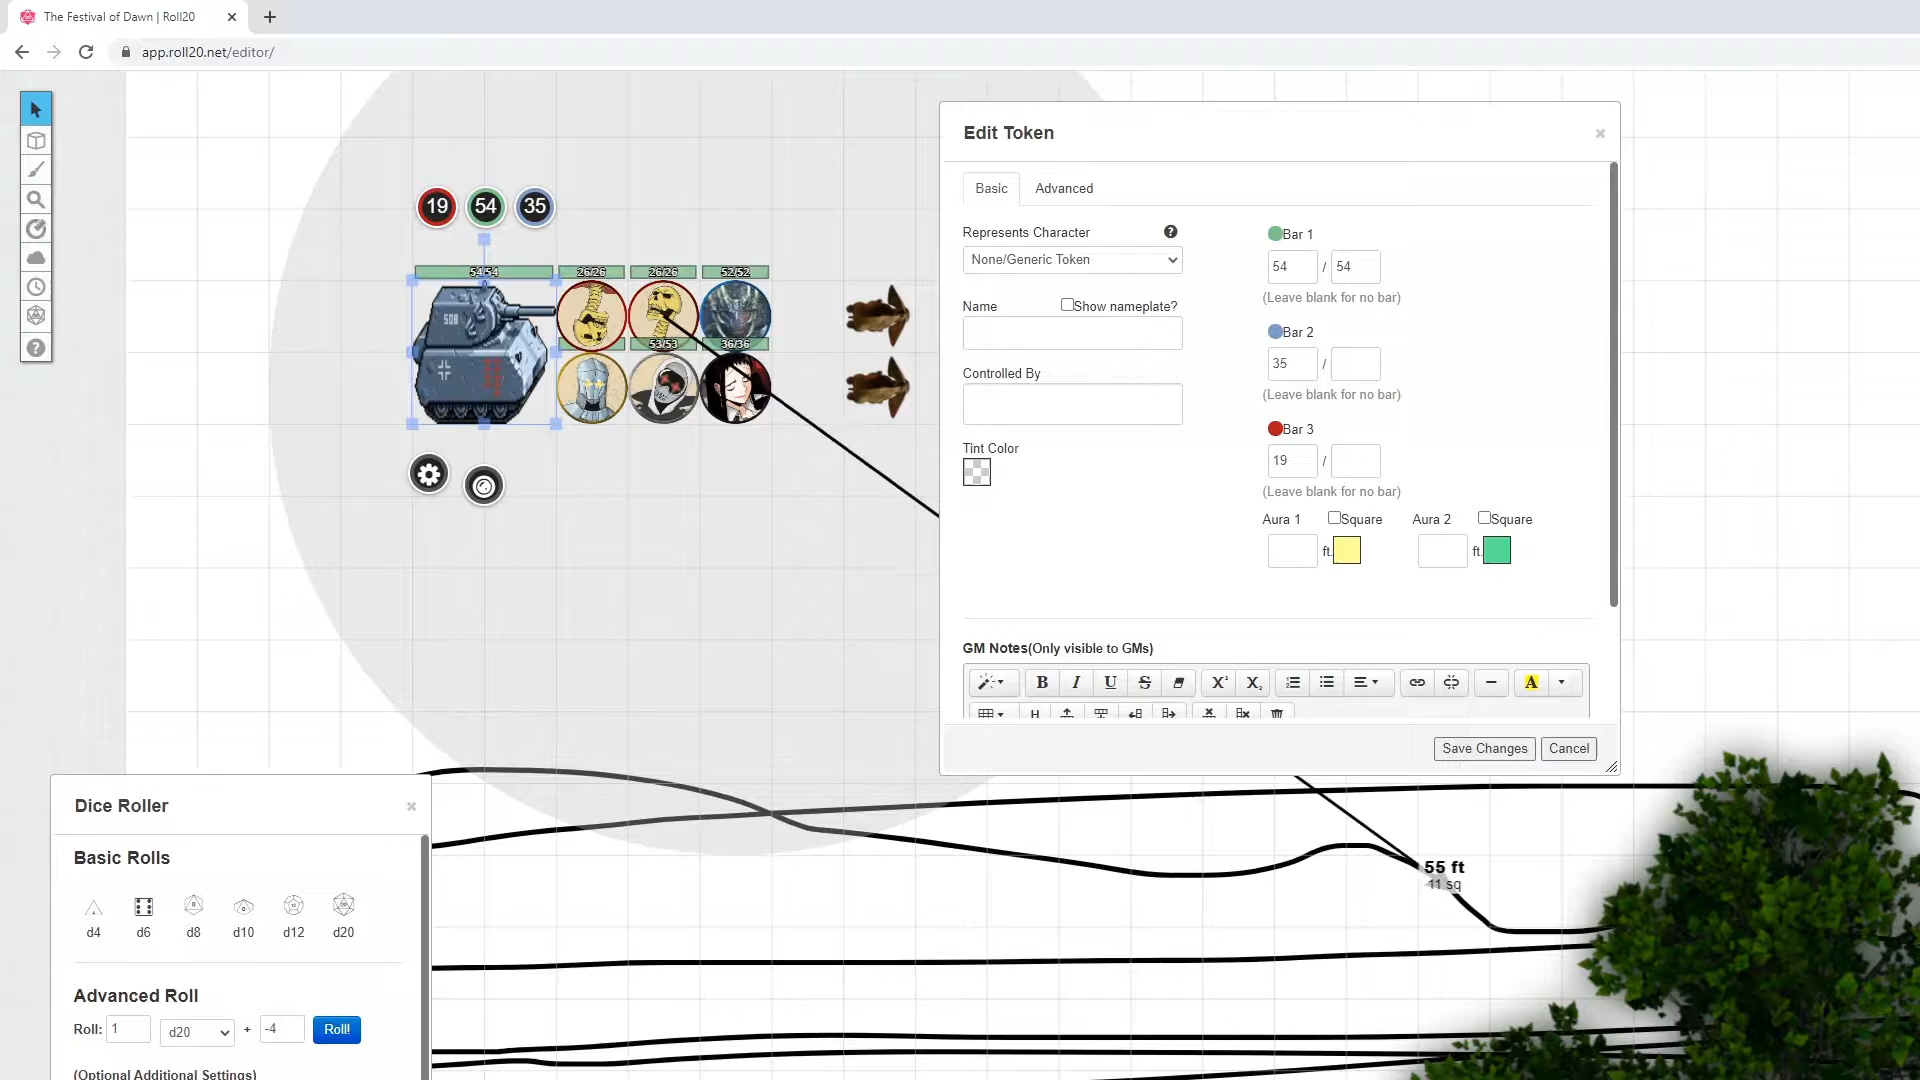 The Festival of Dawn | Roll20
app.roll20.net/editor/
19 54 35
54/54 26/26 26/26 52/52
508
53/53 36/36
Edit Token
Basic Advanced
Represents Character
None/Generic Token
Name Show nameplate?
Controlled By
Tint Color
Bar 1
54 / 54
(Leave blank for no bar)
Bar 2
35 /
(Leave blank for no bar)
Bar 3
19 /
(Leave blank for no bar)
Aura 1 Square Aura 2 Square
ft. ft.
GM Notes(Only visible to GMs)
B I U S X² X₂ A
H
Save Changes Cancel
55 ft
11 sq
Dice Roller
Basic Rolls
d4 d6 d8 d10 d12 d20
Advanced Roll
Roll: 1 d20 + -4 Roll!
(Optional Additional Settings)